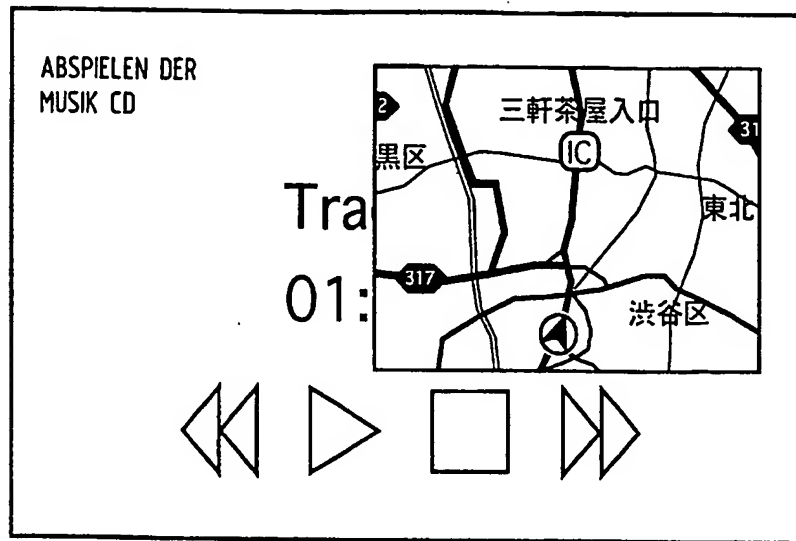 ABSPIELEN DER
MUSIK CD
三軒茶屋入口
2
31
IC
黒区
東北
Tra
317
01:
渋谷区